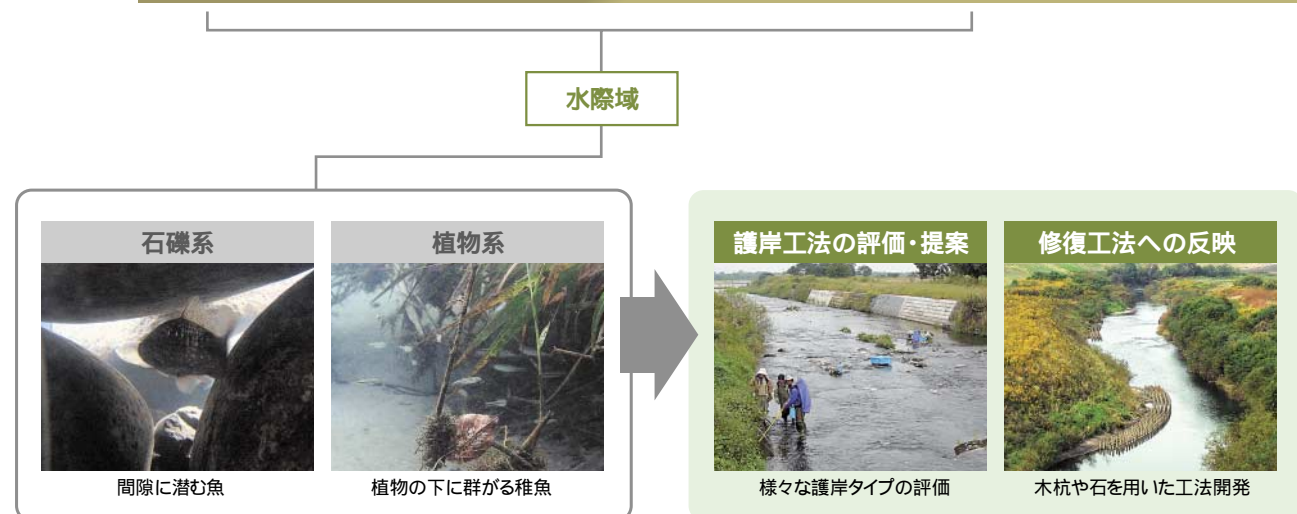 水際域
石礫系
植物系
護岸工法の評価・提案
修復工法への反映
間隙に潜む魚
植物の下に群がる稚魚
様々な護岸タイプの評価
木杭や石を用いた工法開発